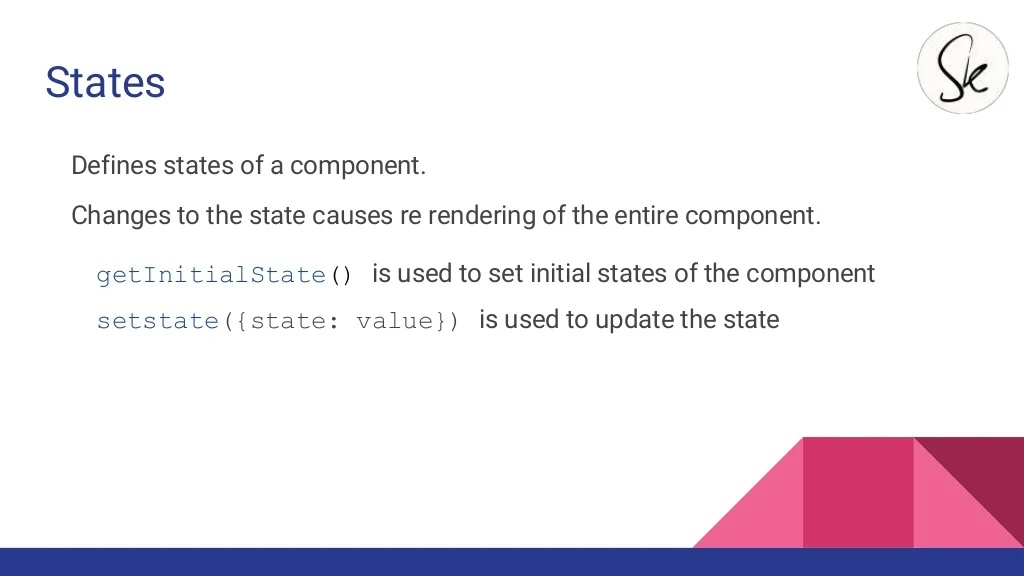 States
Sk
Defines states of a component.
Changes to the state causes re rendering of the entire component.
getInitialState() is used to set initial states of the component
setstate({state: value}) is used to update the state